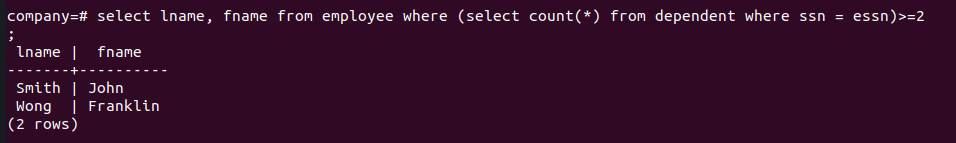 company=# select lname, fname from employee where (select count(*) from dependent where ssn = essn)>=2
;
 lname |  fname
-------+----------
 Smith | John
 Wong  | Franklin
(2 rows)